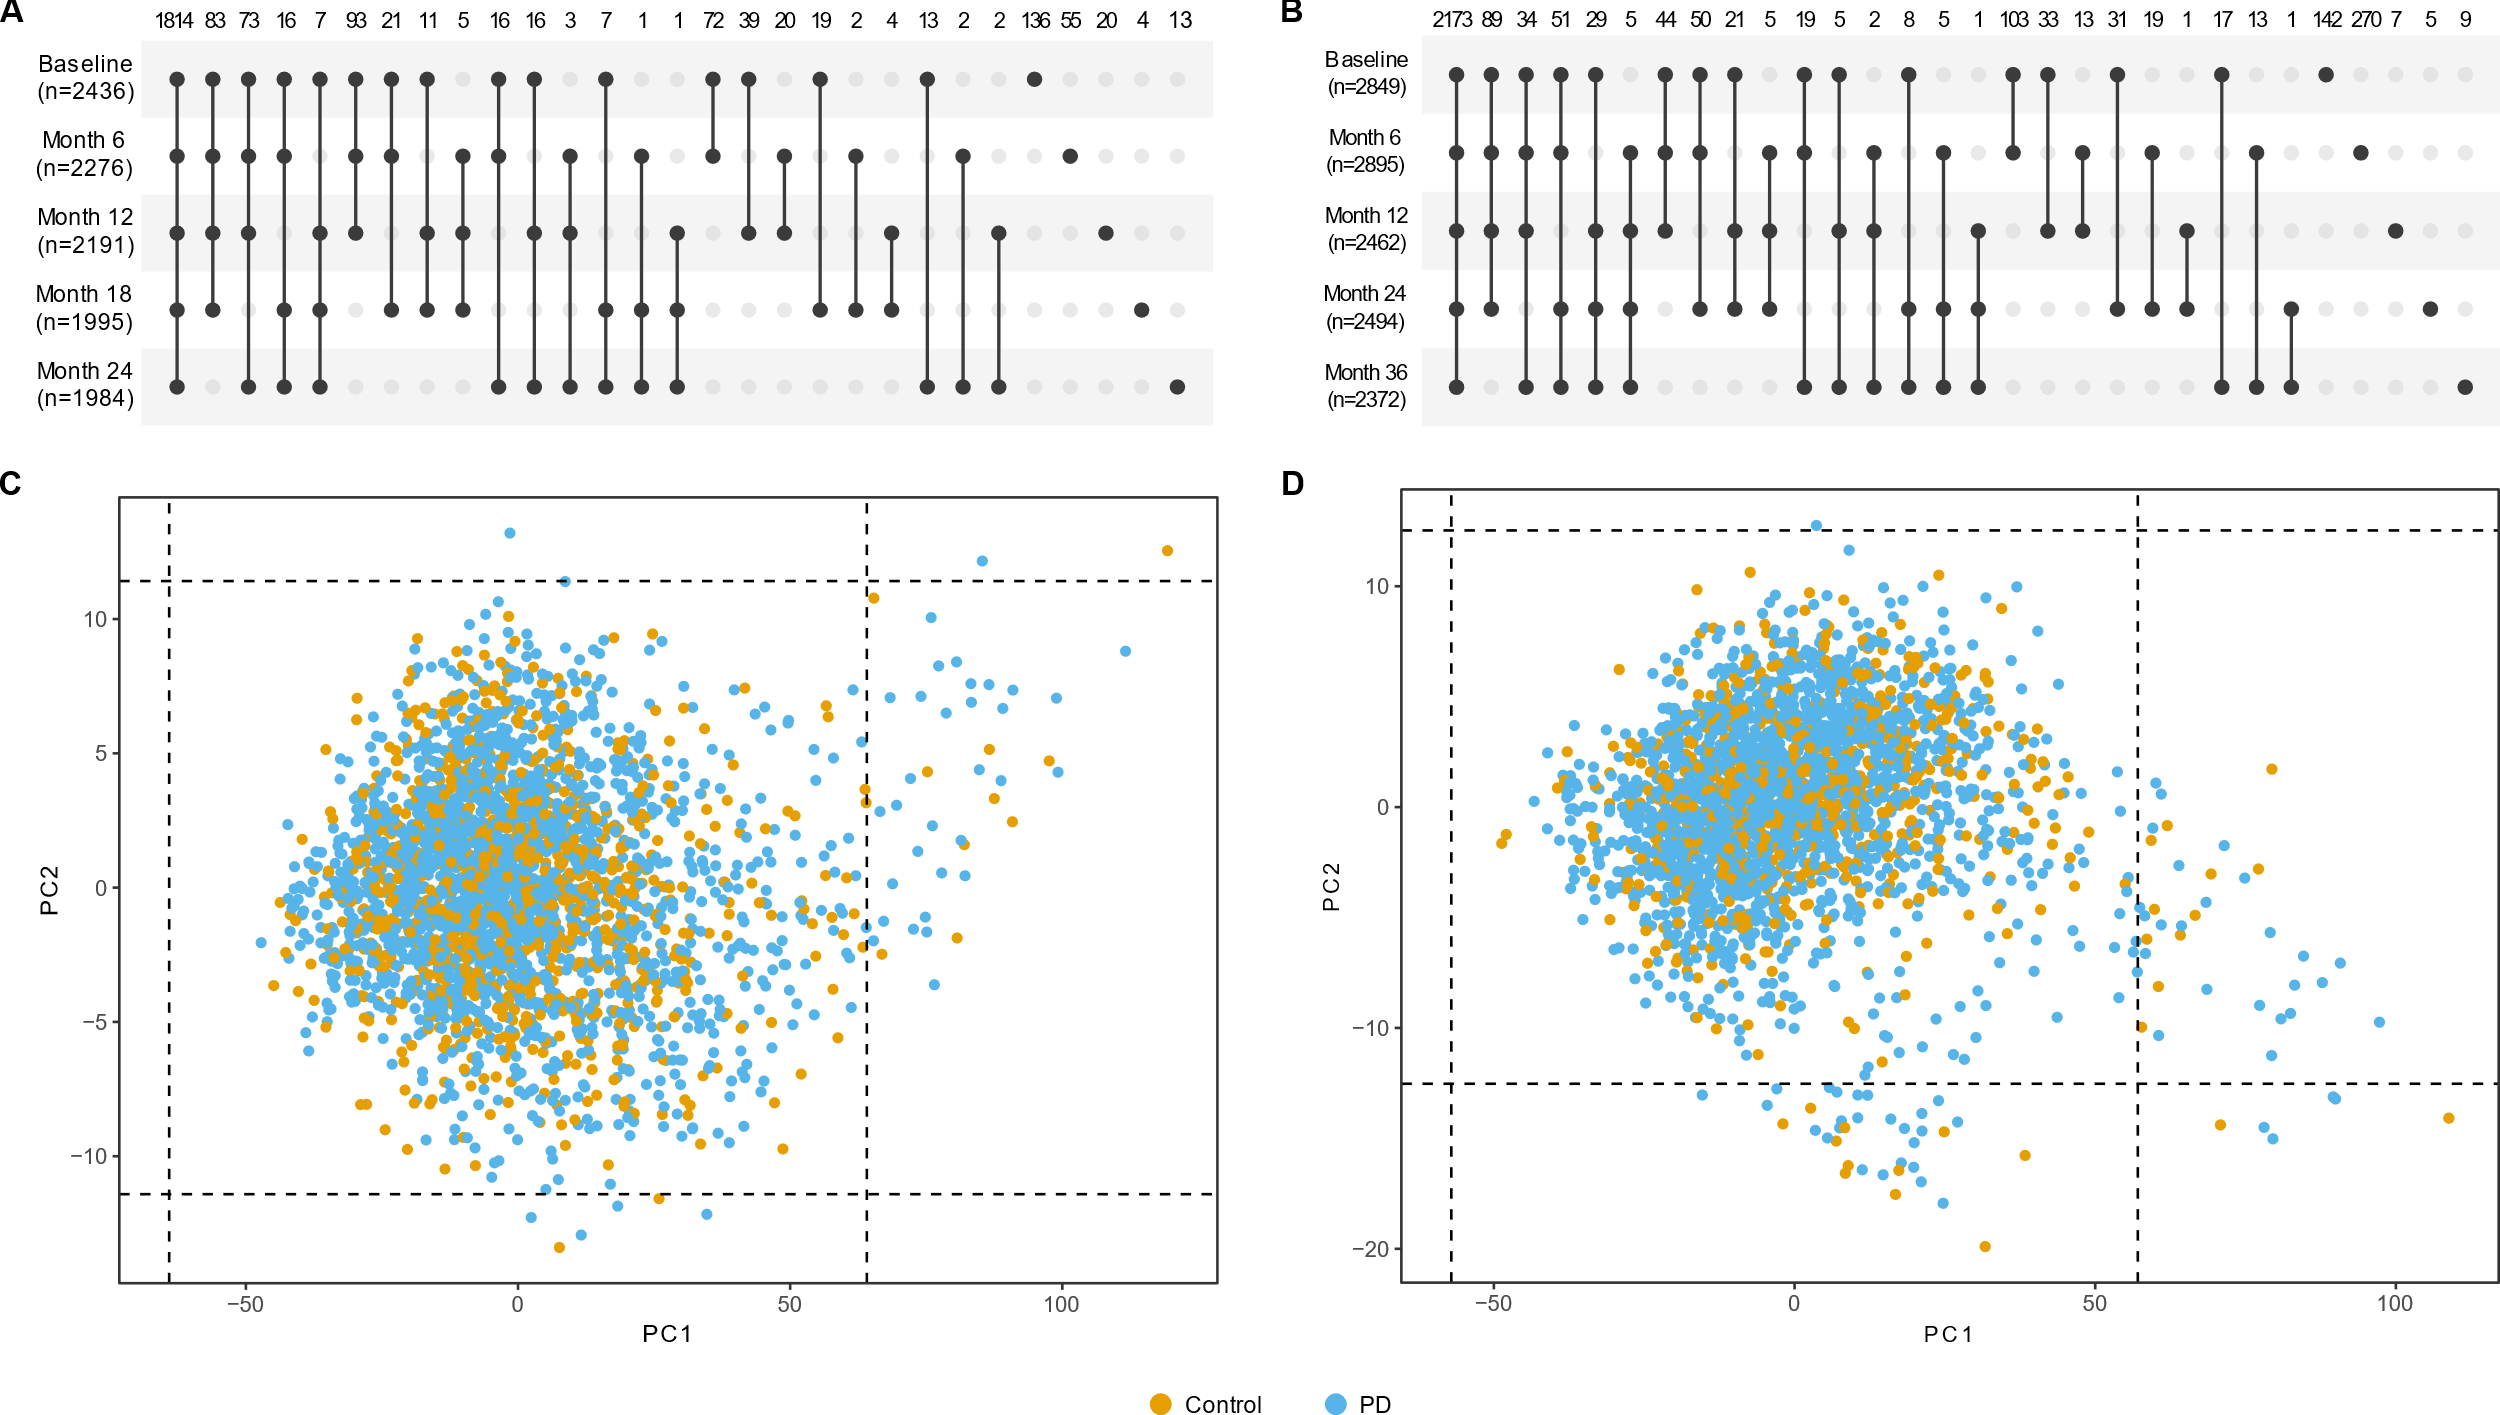 A
1814 83 73 16 7 93 21 11 5 16 16 3 7 1 1 72 39 20 19 2 4 13 2 2 136 55 20 4 13
Baseline
(n=2436)
Month 6
(n=2276)
Month 12
(n=2191)
Month 18
(n=1995)
Month 24
(n=1984)
B
2173 89 34 51 29 5 44 50 21 5 19 5 2 8 5 1 103 33 13 31 19 1 17 13 1 142 270 7 5 9
Baseline
(n=2849)
Month 6
(n=2895)
Month 12
(n=2462)
Month 24
(n=2494)
Month 36
(n=2372)
C
PC2
10
5
0
−5
−10
−50 0 50 100
PC1
D
PC2
10
0
−10
−20
−50 0 50 100
PC1
Control PD